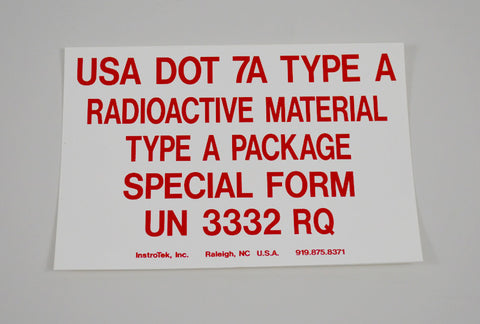 USA DOT 7A TYPE A
RADIOACTIVE MATERIAL
TYPE A PACKAGE
SPECIAL FORM
UN 3332 RQ
InstroTek, Inc. Raleigh, NC U.S.A. 919.875.8371